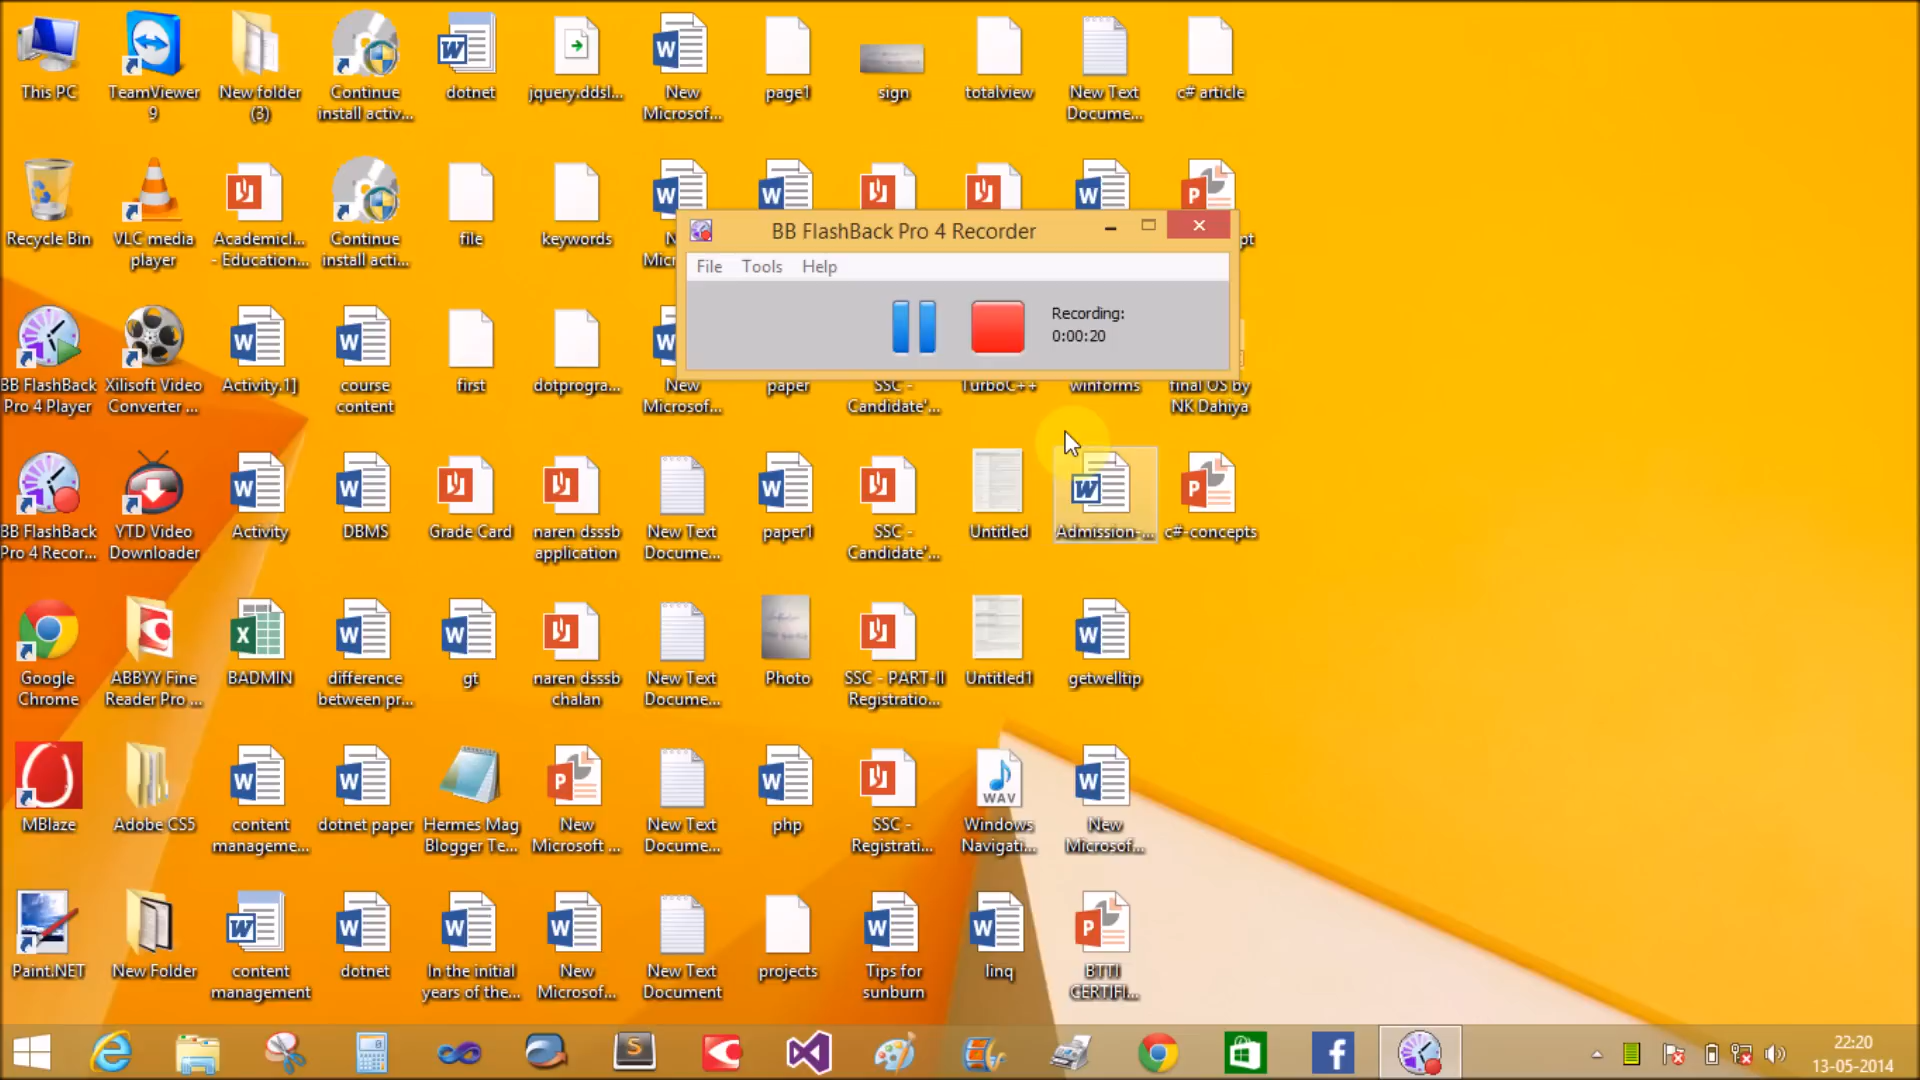 This PC
TeamViewer
9
New folder
(3)
Continue
install activ...
dotnet
jquery.ddsl...
New
Microsof...
page1
sign
totalview
New Text
Docume...
c# article
Recycle Bin
VLC media
player
Academicl...
- Education...
Continue
install acti...
file
keywords
BB FlashBack Pro 4 Recorder
File Tools Help
Recording:
0:00:20
BB FlashBack
Pro 4 Player
Xilisoft Video
Converter ...
Activity.1]
course
content
first
dotprogra...
New
Microsof...
paper
SSC -
Candidate'...
TurboC++
winforms
final OS by
NK Dahiya
BB FlashBack
Pro 4 Recor...
YTD Video
Downloader
Activity
DBMS
Grade Card
naren dsssb
application
New Text
Docume...
paper1
SSC -
Candidate'...
Untitled
Admission-...
c#-concepts
Google
Chrome
ABBYY Fine
Reader Pro ...
BADMIN
difference
between pr...
gt
naren dsssb
chalan
New Text
Docume...
Photo
SSC - PART-II
Registratio...
Untitled1
getwelltip
MBlaze
Adobe CS5
content
manageme...
dotnet paper
Hermes Mag
Blogger Te...
New
Microsoft ...
New Text
Docume...
php
SSC -
Registrati...
WAV
Windows
Navigati...
New
Microsof...
Paint.NET
New Folder
content
management
dotnet
In the initial
years of the...
New
Microsof...
New Text
Document
projects
Tips for
sunburn
linq
BTTI
CERTIFI...
22:20
13-05-2014